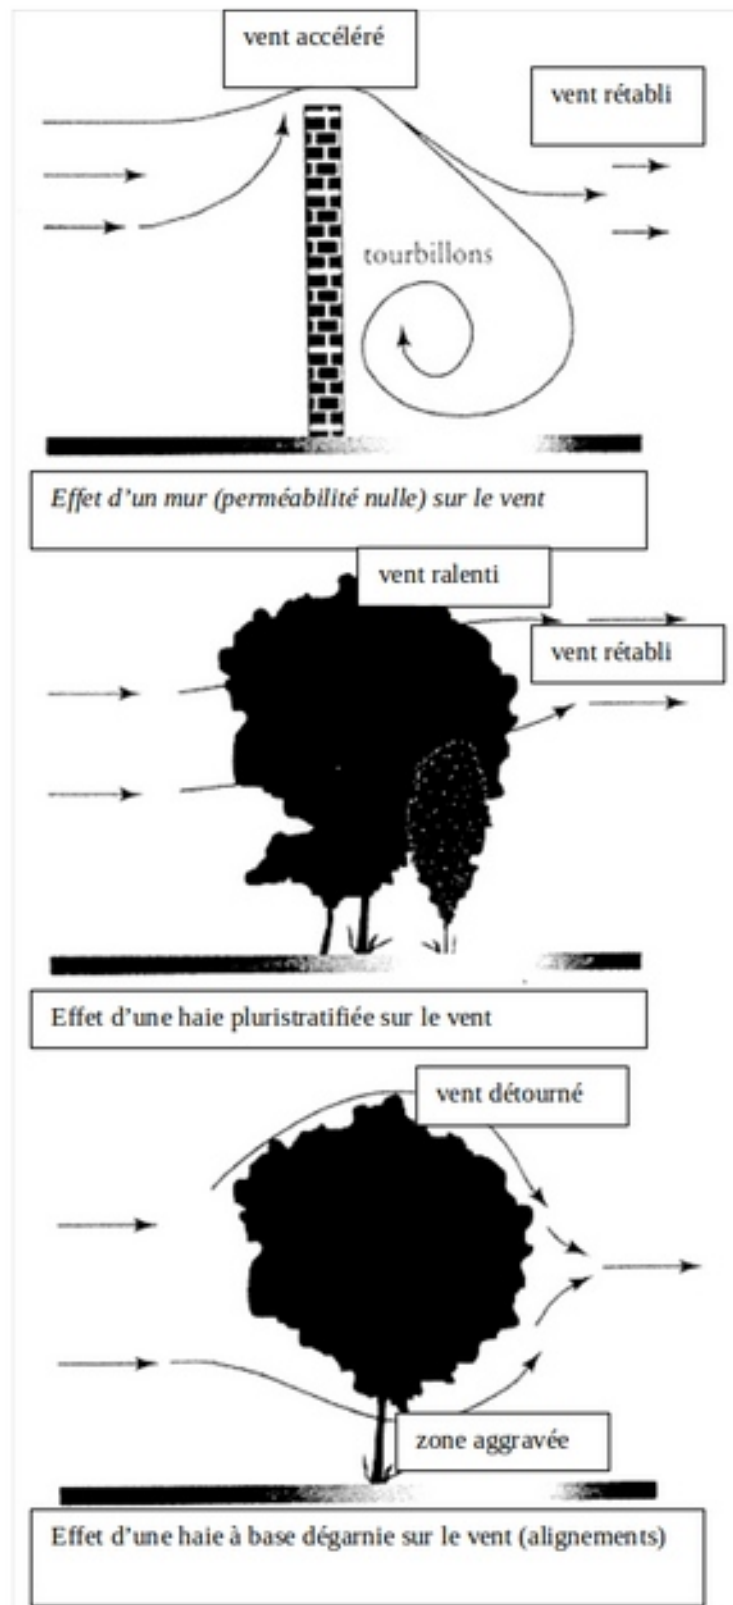 vent accéléré
vent rétabli
tourbillons
Effet d'un mur (perméabilité nulle) sur le vent
vent ralenti
vent rétabli
Effet d'une haie pluristratifiée sur le vent
vent détourné
zone aggravée
Effet d'une haie à base dégarnie sur le vent (alignements)